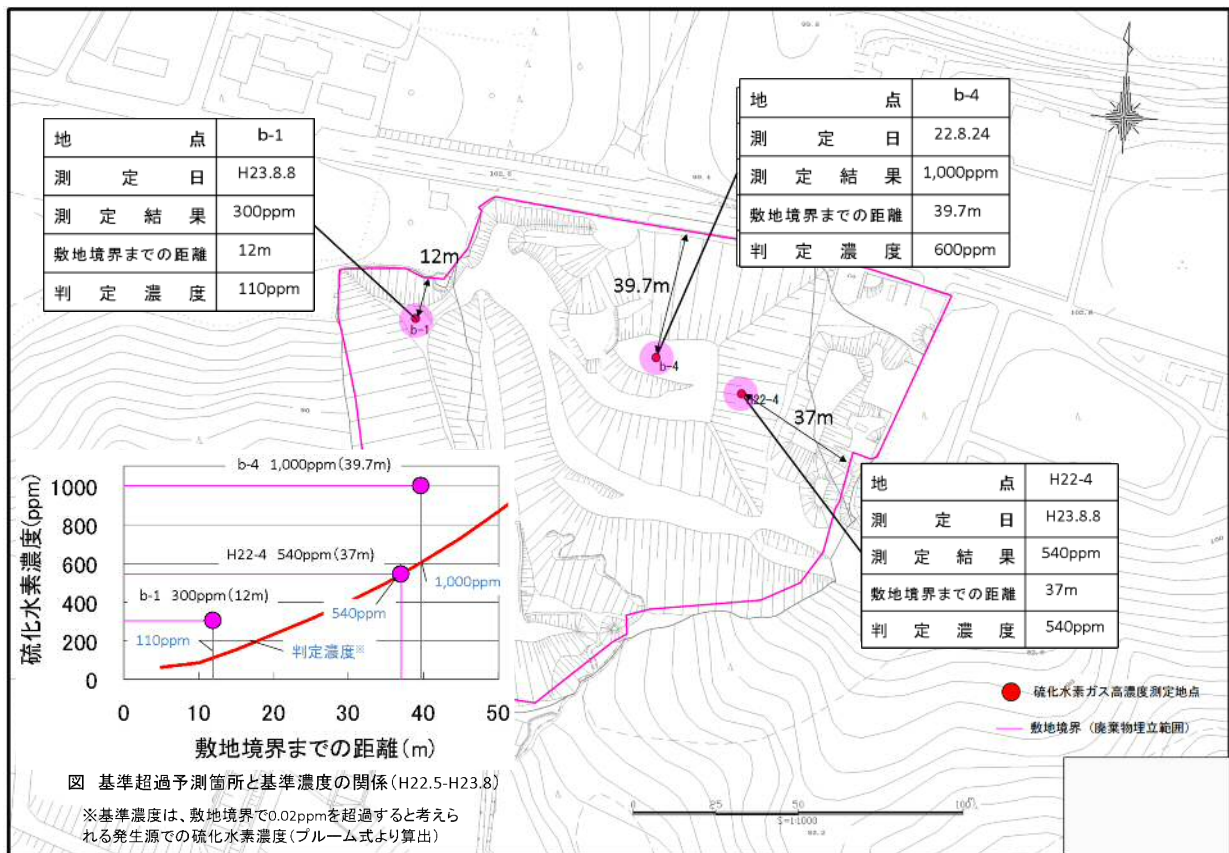 地点 b-1
測定日 H23.8.8
測定結果 300ppm
敷地境界までの距離 12m
判定濃度 110ppm
地点 b-4
測定日 22.8.24
測定結果 1,000ppm
敷地境界までの距離 39.7m
判定濃度 600ppm
12m
39.7m
37m
b-1
b-4
H22-4
地点 H22-4
測定日 H23.8.8
測定結果 540ppm
敷地境界までの距離 37m
判定濃度 540ppm
硫化水素ガス高濃度測定地点
敷地境界（廃棄物埋立範囲）
硫化水素濃度(ppm)
1000
800
600
400
200
0
b-4 1,000ppm(39.7m)
H22-4 540ppm(37m)
b-1 300ppm(12m)
1,000ppm
540ppm
110ppm
判定濃度※
0 10 20 30 40 50
敷地境界までの距離(m)
図 基準超過予測箇所と基準濃度の関係(H22.5-H23.8)
※基準濃度は、敷地境界で0.02ppmを超過すると考えら
れる発生源での硫化水素濃度(プルーム式より算出)
0 25 50 100m
S=1:1000